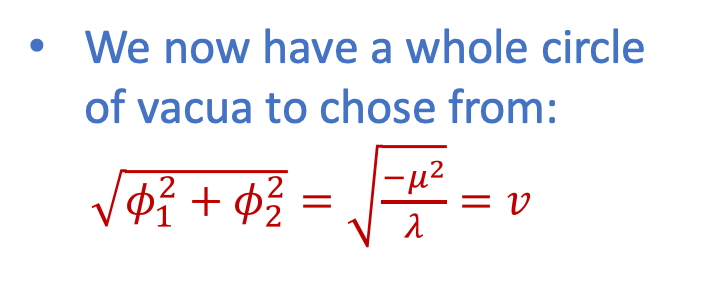 • We now have a whole circle
of vacua to chose from:
√(ϕ₁² + ϕ₂²) = √(−μ²/λ) = v